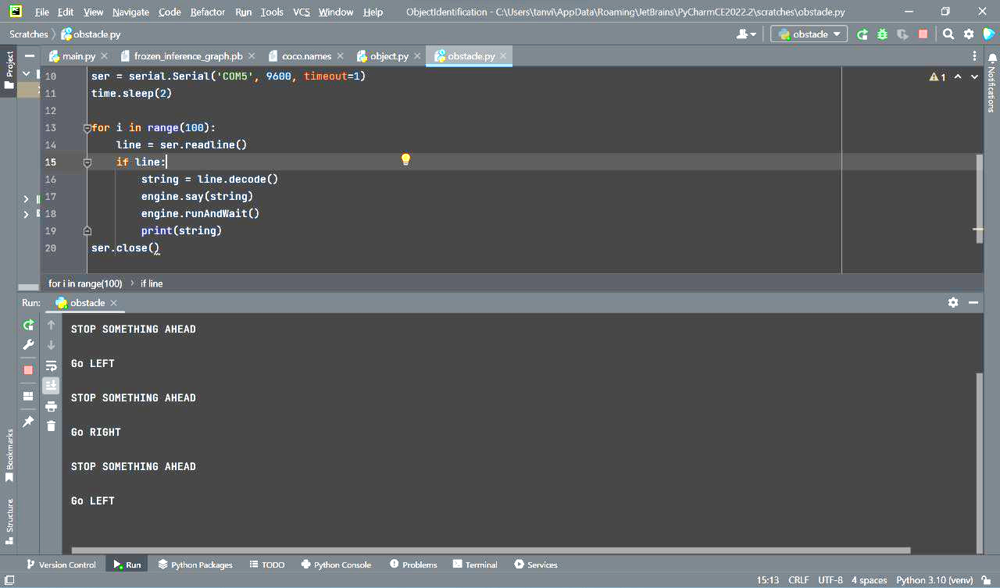 File Edit View Navigate Code Refactor Run Tools VCS Window Help ObjectIdentification - C:\Users\tanvi\AppData\Roaming\JetBrains\PyCharmCE2022.2\scratches\obstacle.py
Scratches obstacle.py obstacle
Project
main.py frozen_inference_graph.pb coco.names object.py obstacle.py
Notifications
10 ser = serial.Serial('COM5', 9600, timeout=1) 1
11 time.sleep(2)
12
13 for i in range(100):
14 line = ser.readline()
15 if line:
16 string = line.decode()
17 engine.say(string)
18 engine.runAndWait()
19 print(string)
20 ser.close()
for i in range(100) › if line
Run: obstacle
STOP SOMETHING AHEAD
Go LEFT
STOP SOMETHING AHEAD
Go RIGHT
STOP SOMETHING AHEAD
Go LEFT
Bookmarks
Structure
Version Control Run Python Packages TODO Python Console Problems Terminal Services
15:13 CRLF UTF-8 4 spaces Python 3.10 (venv)